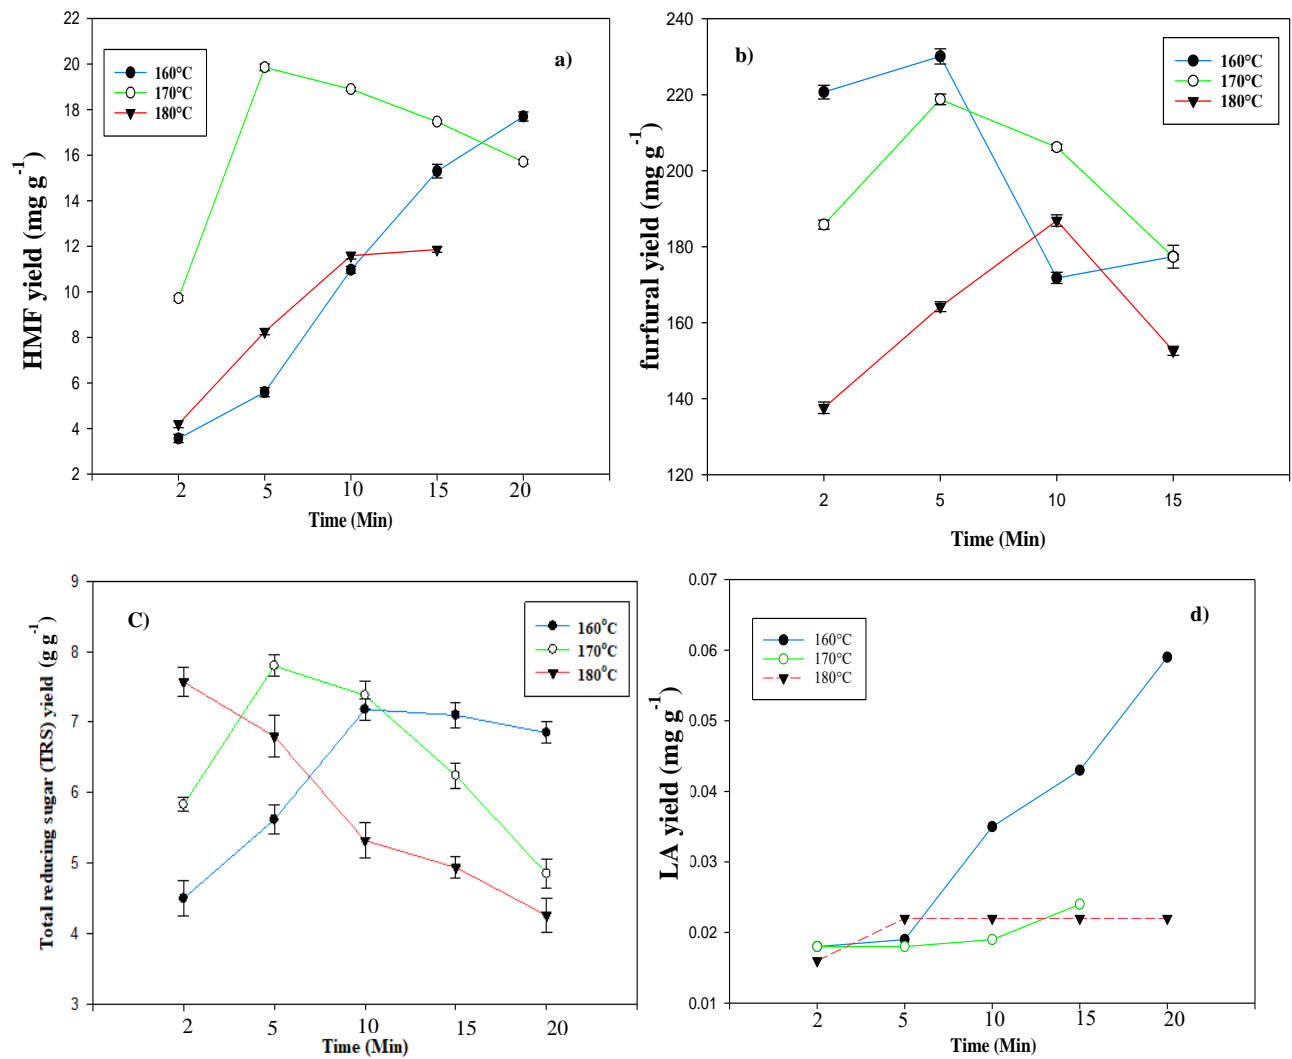 a)
160°C
170°C
180°C
22
20
18
16
14
12
10
8
6
4
2
HMF yield (mg g-1)
2 5 10 15 20
Time (Min)
b)
160°C
170°C
180°C
240
220
200
180
160
140
120
furfural yield (mg g-1)
2 5 10 15
Time (Min)
C)
160⁰C
170⁰C
180⁰C
9
8
7
6
5
4
3
Total reducing sugar (TRS) yield (g g-1)
2 5 10 15 20
Time (Min)
d)
160°C
170°C
180°C
0.07
0.06
0.05
0.04
0.03
0.02
0.01
LA yield (mg g-1)
2 5 10 15 20
Time (Min)